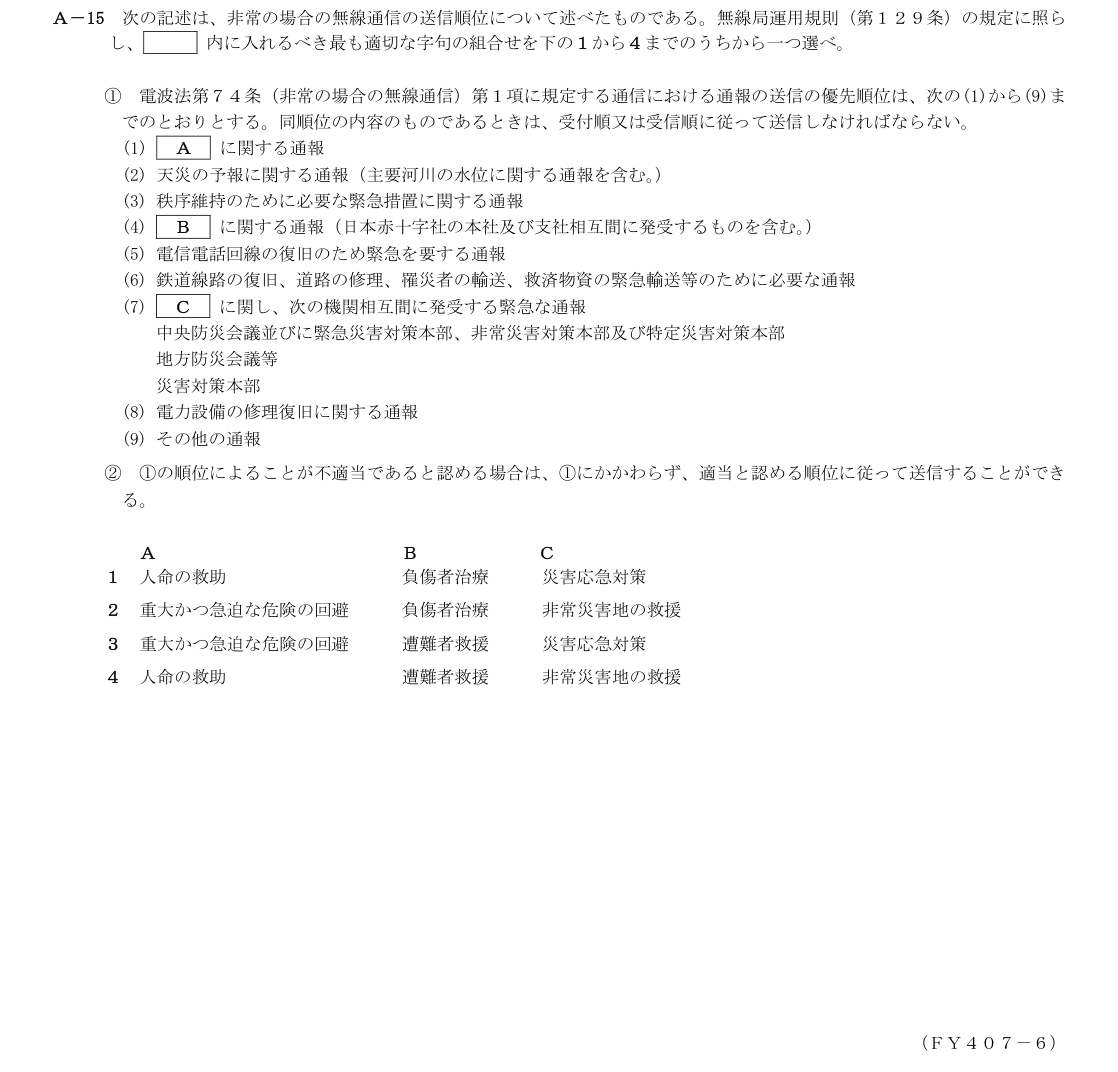 Ａ－15　次の記述は、非常の場合の無線通信の送信順位について述べたものである。無線局運用規則（第１２９条）の規定に照ら
し、　　　内に入れるべき最も適切な字句の組合せを下の１から４までのうちから一つ選べ。
①　電波法第７４条（非常の場合の無線通信）第１項に規定する通信における通報の送信の優先順位は、次の(1)から(9)ま
でのとおりとする。同順位の内容のものであるときは、受付順又は受信順に従って送信しなければならない。
(1) Ａ に関する通報
(2) 天災の予報に関する通報（主要河川の水位に関する通報を含む。）
(3) 秩序維持のために必要な緊急措置に関する通報
(4) Ｂ に関する通報（日本赤十字社の本社及び支社相互間に発受するものを含む。）
(5) 電信電話回線の復旧のため緊急を要する通報
(6) 鉄道線路の復旧、道路の修理、罹災者の輸送、救済物資の緊急輸送等のために必要な通報
(7) Ｃ に関し、次の機関相互間に発受する緊急な通報
中央防災会議並びに緊急災害対策本部、非常災害対策本部及び特定災害対策本部
地方防災会議等
災害対策本部
(8) 電力設備の修理復旧に関する通報
(9) その他の通報
②　①の順位によることが不適当であると認める場合は、①にかかわらず、適当と認める順位に従って送信することができ
る。
Ａ　Ｂ　Ｃ
１　人命の救助　負傷者治療　災害応急対策
２　重大かつ急迫な危険の回避　負傷者治療　非常災害地の救援
３　重大かつ急迫な危険の回避　遭難者救援　災害応急対策
４　人命の救助　遭難者救援　非常災害地の救援
（ＦＹ４０７－６）